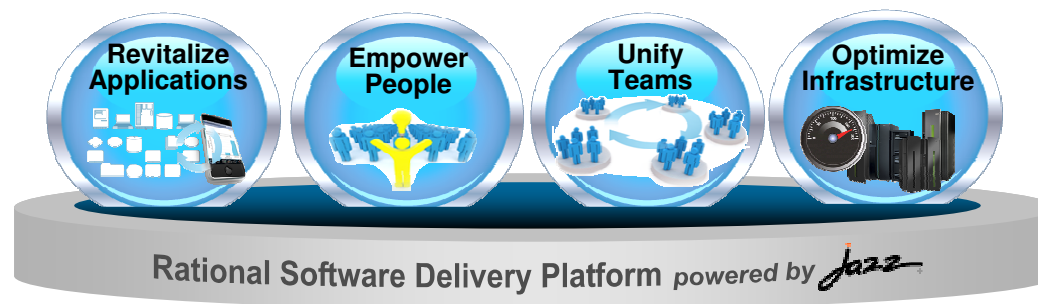 Revitalize
Applications
Empower
People
Unify
Teams
Optimize
Infrastructure
Rational Software Delivery Platform powered by Jazz